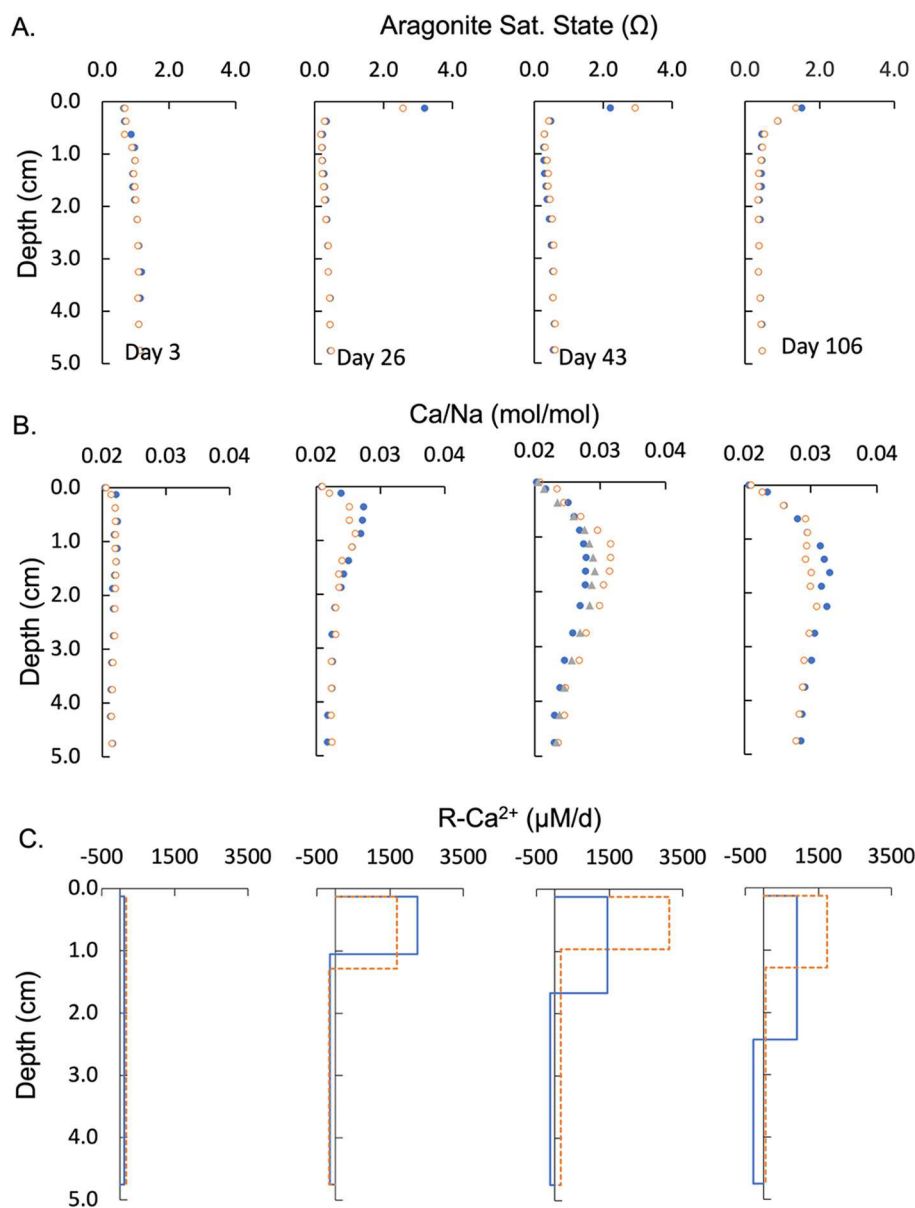 A.
Aragonite Sat. State (Ω)
0.0 2.0 4.0 0.0 2.0 4.0 0.0 2.0 4.0 0.0 2.0 4.0
0.0
1.0
2.0
3.0
4.0
5.0
Depth (cm)
Day 3 Day 26 Day 43 Day 106
B.
Ca/Na (mol/mol)
0.02 0.03 0.04 0.02 0.03 0.04 0.02 0.03 0.04 0.02 0.03 0.04
0.0
1.0
2.0
3.0
4.0
5.0
Depth (cm)
C.
R-Ca²⁺ (µM/d)
-500 1500 3500 -500 1500 3500 -500 1500 3500 -500 1500 3500
0.0
1.0
2.0
3.0
4.0
5.0
Depth (cm)